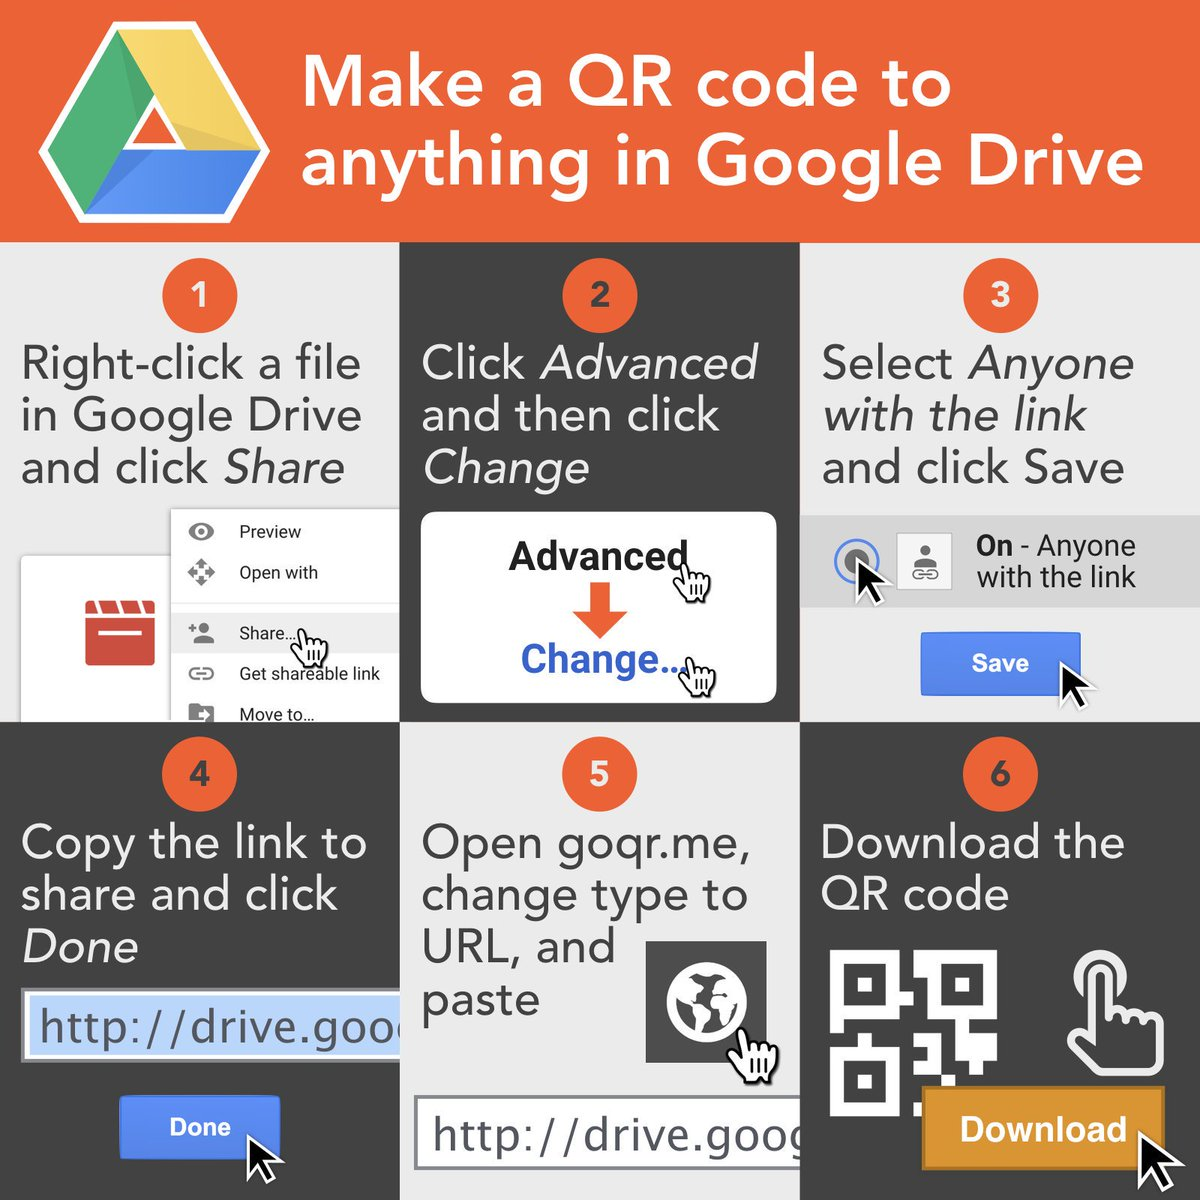 Make a QR code to
anything in Google Drive
1
Right-click a file
in Google Drive
and click Share
Preview
Open with
Share...
Get shareable link
Move to...
2
Click Advanced
and then click
Change
Advanced
Change...
3
Select Anyone
with the link
and click Save
On - Anyone
with the link
Save
4
Copy the link to
share and click
Done
http://drive.goo
Done
5
Open goqr.me,
change type to
URL, and
paste
http://drive.goog
6
Download the
QR code
Download